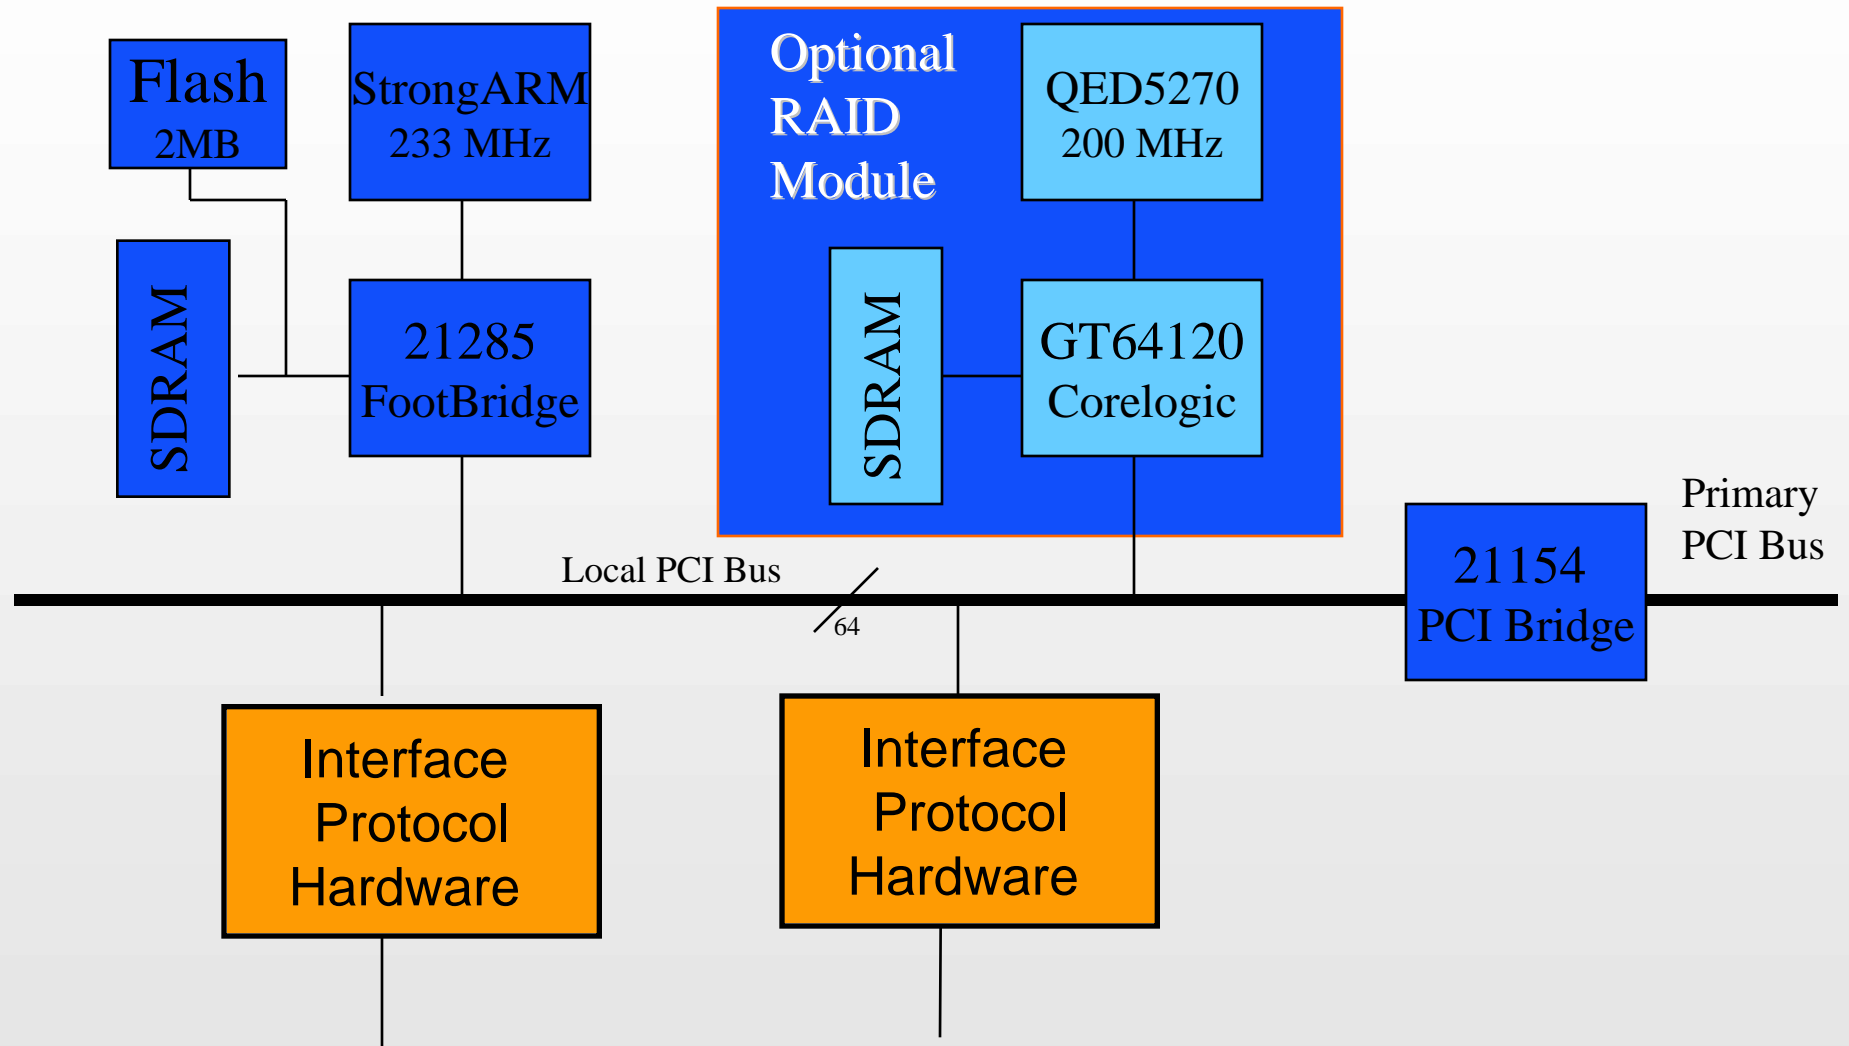 Flash
2MB
StrongARM
233 MHz
Optional
RAID
Module
QED5270
200 MHz
SDRAM
21285
FootBridge
SDRAM
GT64120
Corelogic
Primary
PCI Bus
Local PCI Bus
64
21154
PCI Bridge
Interface
Protocol
Hardware
Interface
Protocol
Hardware